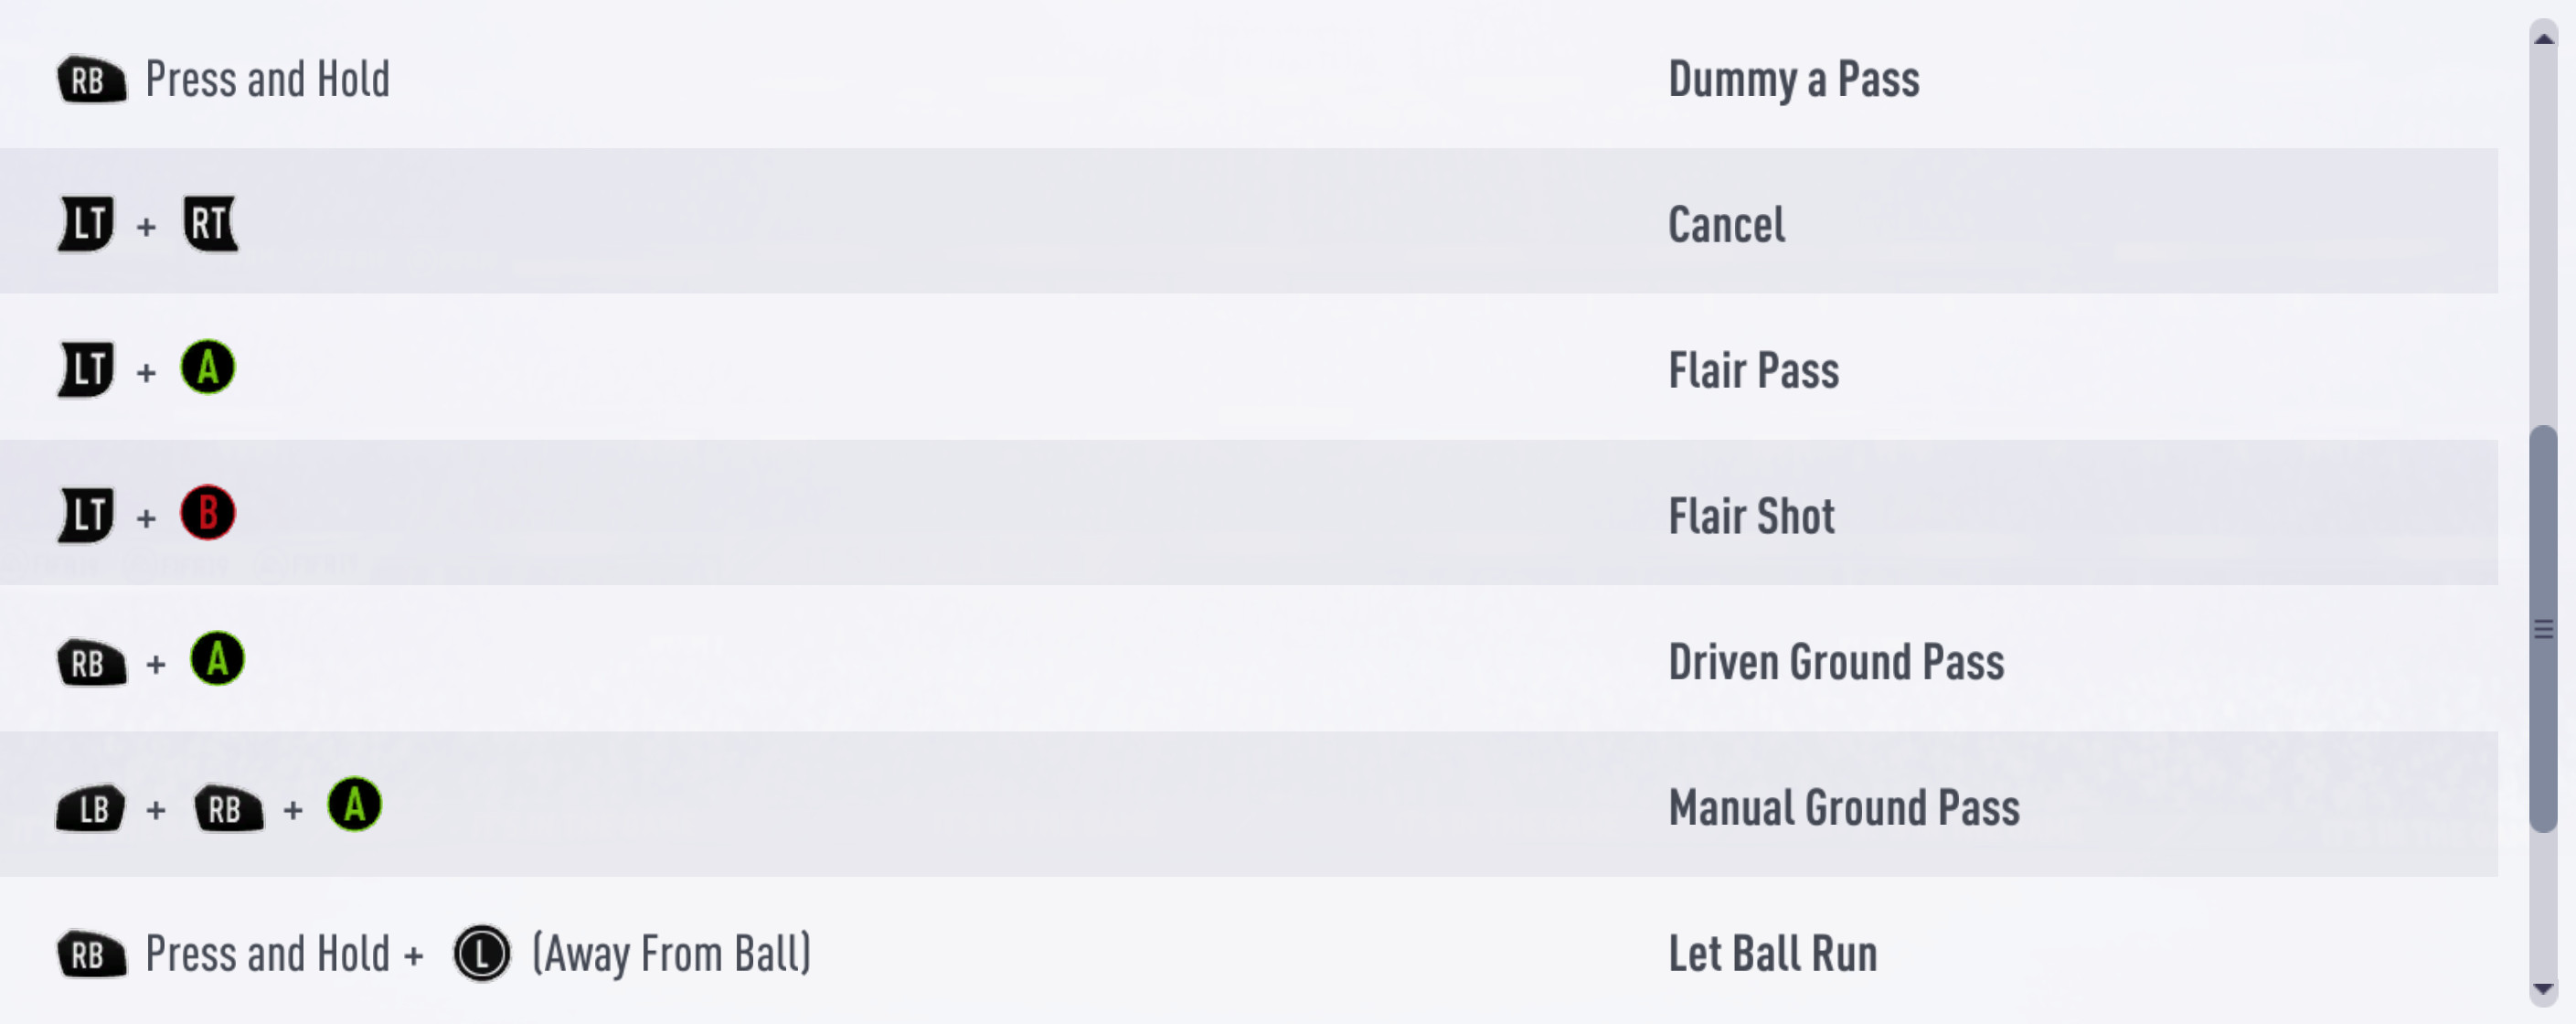 RB Press and Hold Dummy a Pass
LT + RT Cancel
LT + A Flair Pass
LT + B Flair Shot
RB + A Driven Ground Pass
LB + RB + A Manual Ground Pass
RB Press and Hold + L (Away From Ball) Let Ball Run